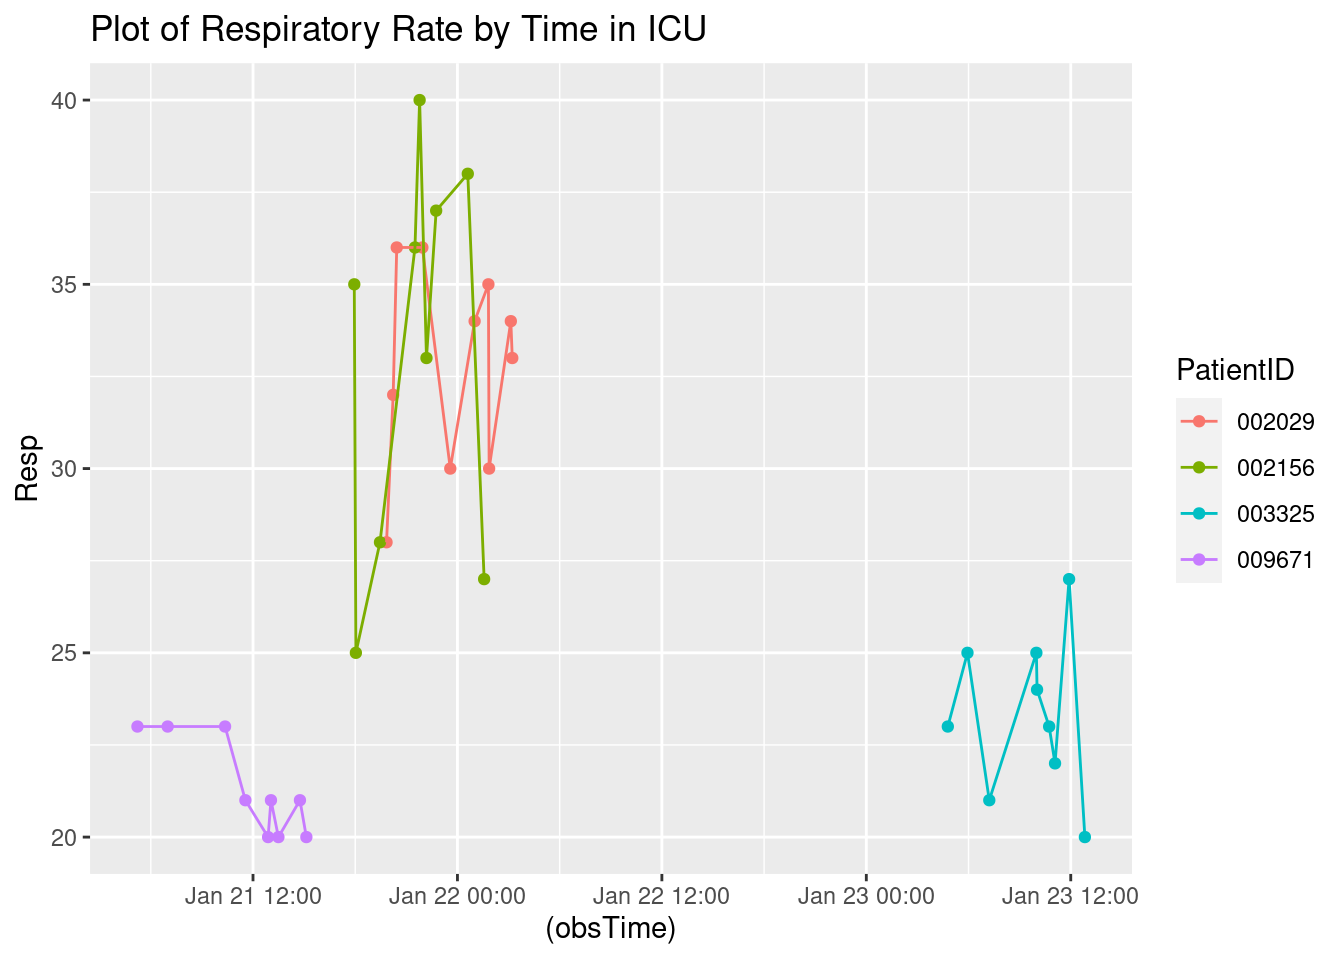 Plot of Respiratory Rate by Time in ICU
40
35
30
25
20
Resp
Jan 21 12:00
Jan 22 00:00
Jan 22 12:00
Jan 23 00:00
Jan 23 12:00
(obsTime)
PatientID
002029
002156
003325
009671